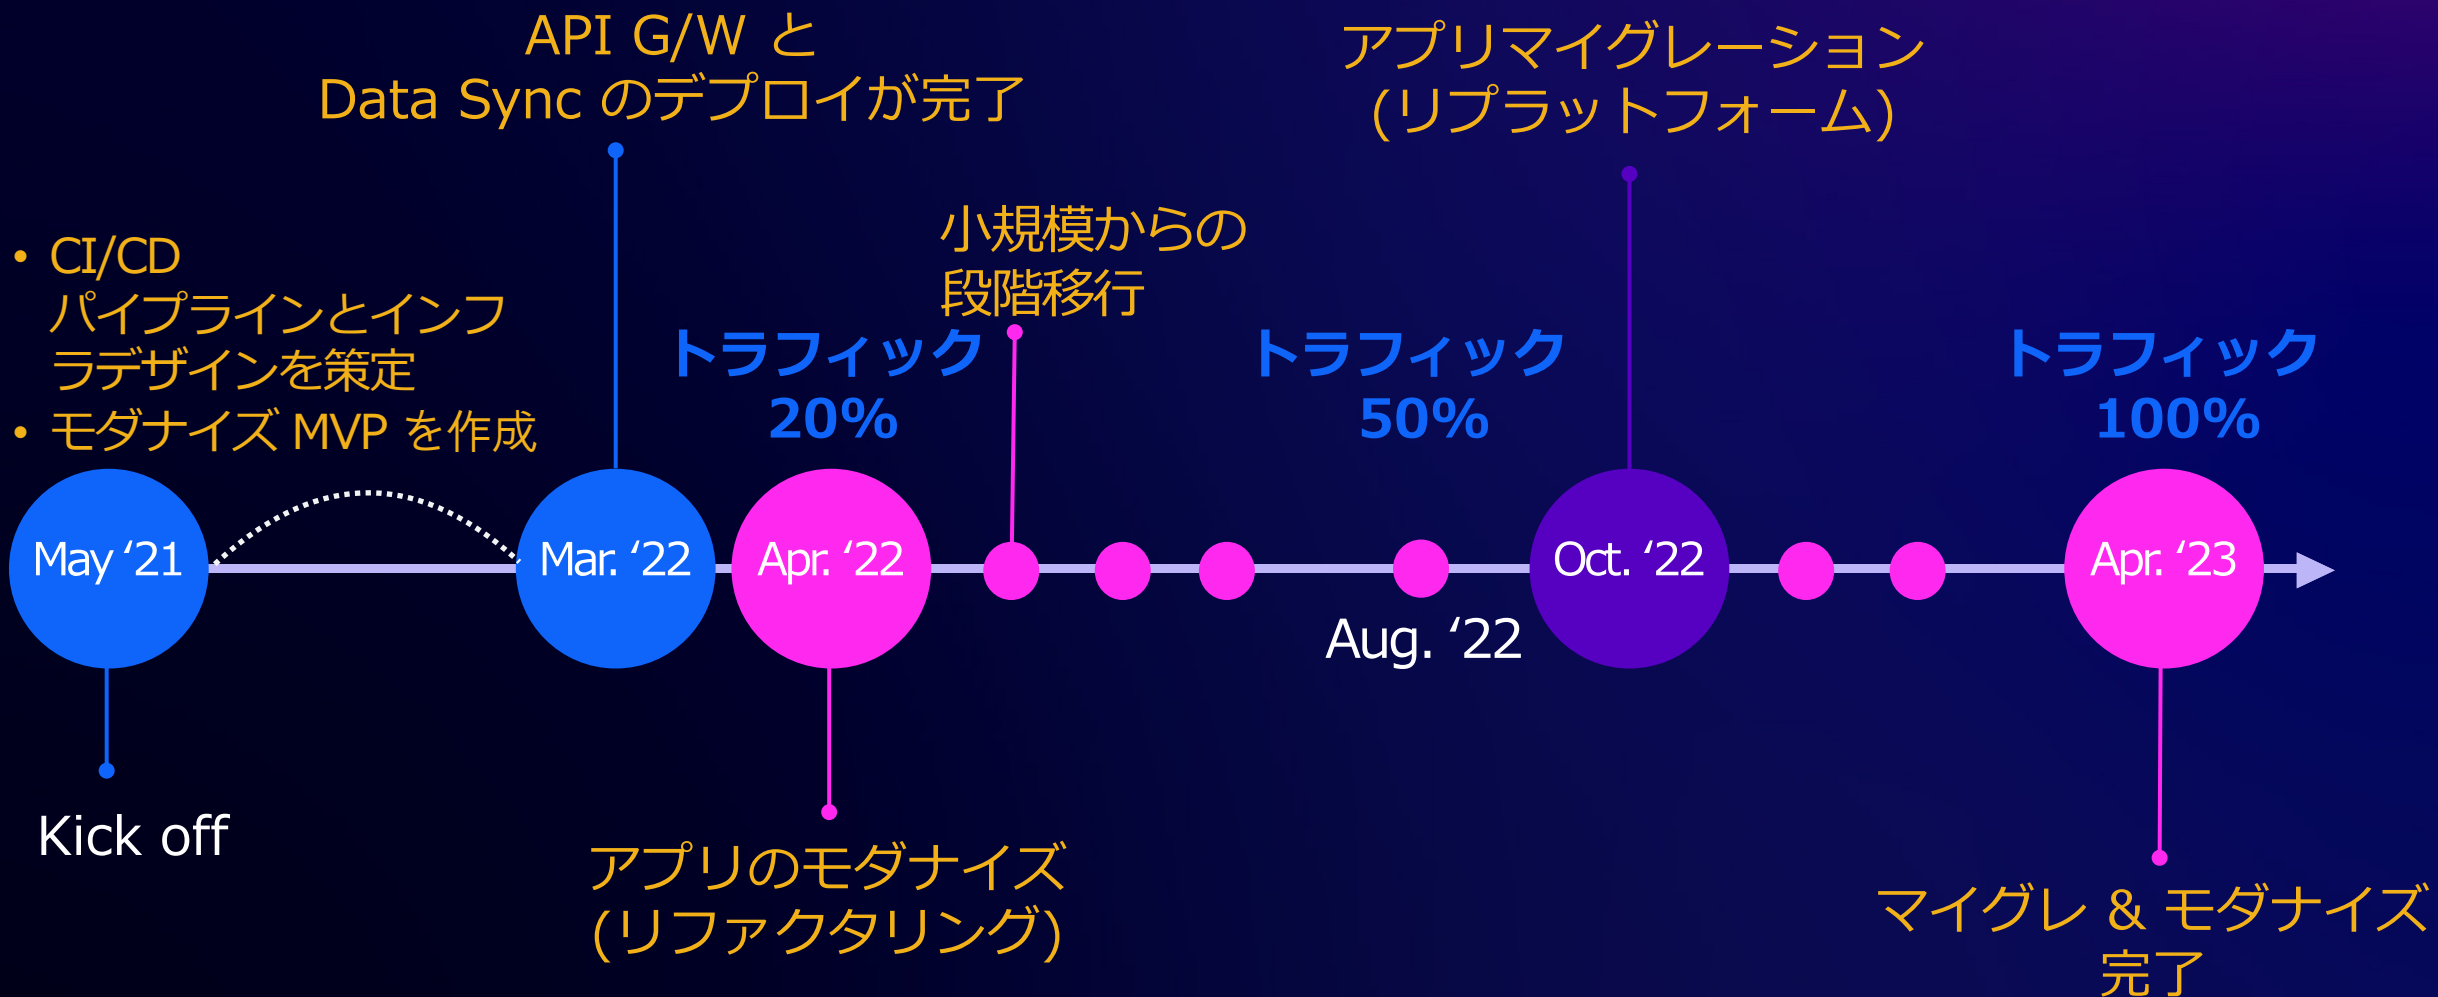 API G/W と
Data Sync のデプロイが完了
アプリマイグレーション
(リプラットフォーム)
小規模からの
段階移行
• CI/CD
パイプラインとインフ
ラデザインを策定
• モダナイズ MVP を作成
トラフィック
20%
トラフィック
50%
トラフィック
100%
May ‘21
Mar. ‘22
Apr. ‘22
Oct. ‘22
Apr. ‘23
Aug. ‘22
Kick off
アプリのモダナイズ
(リファクタリング)
マイグレ & モダナイズ
完了